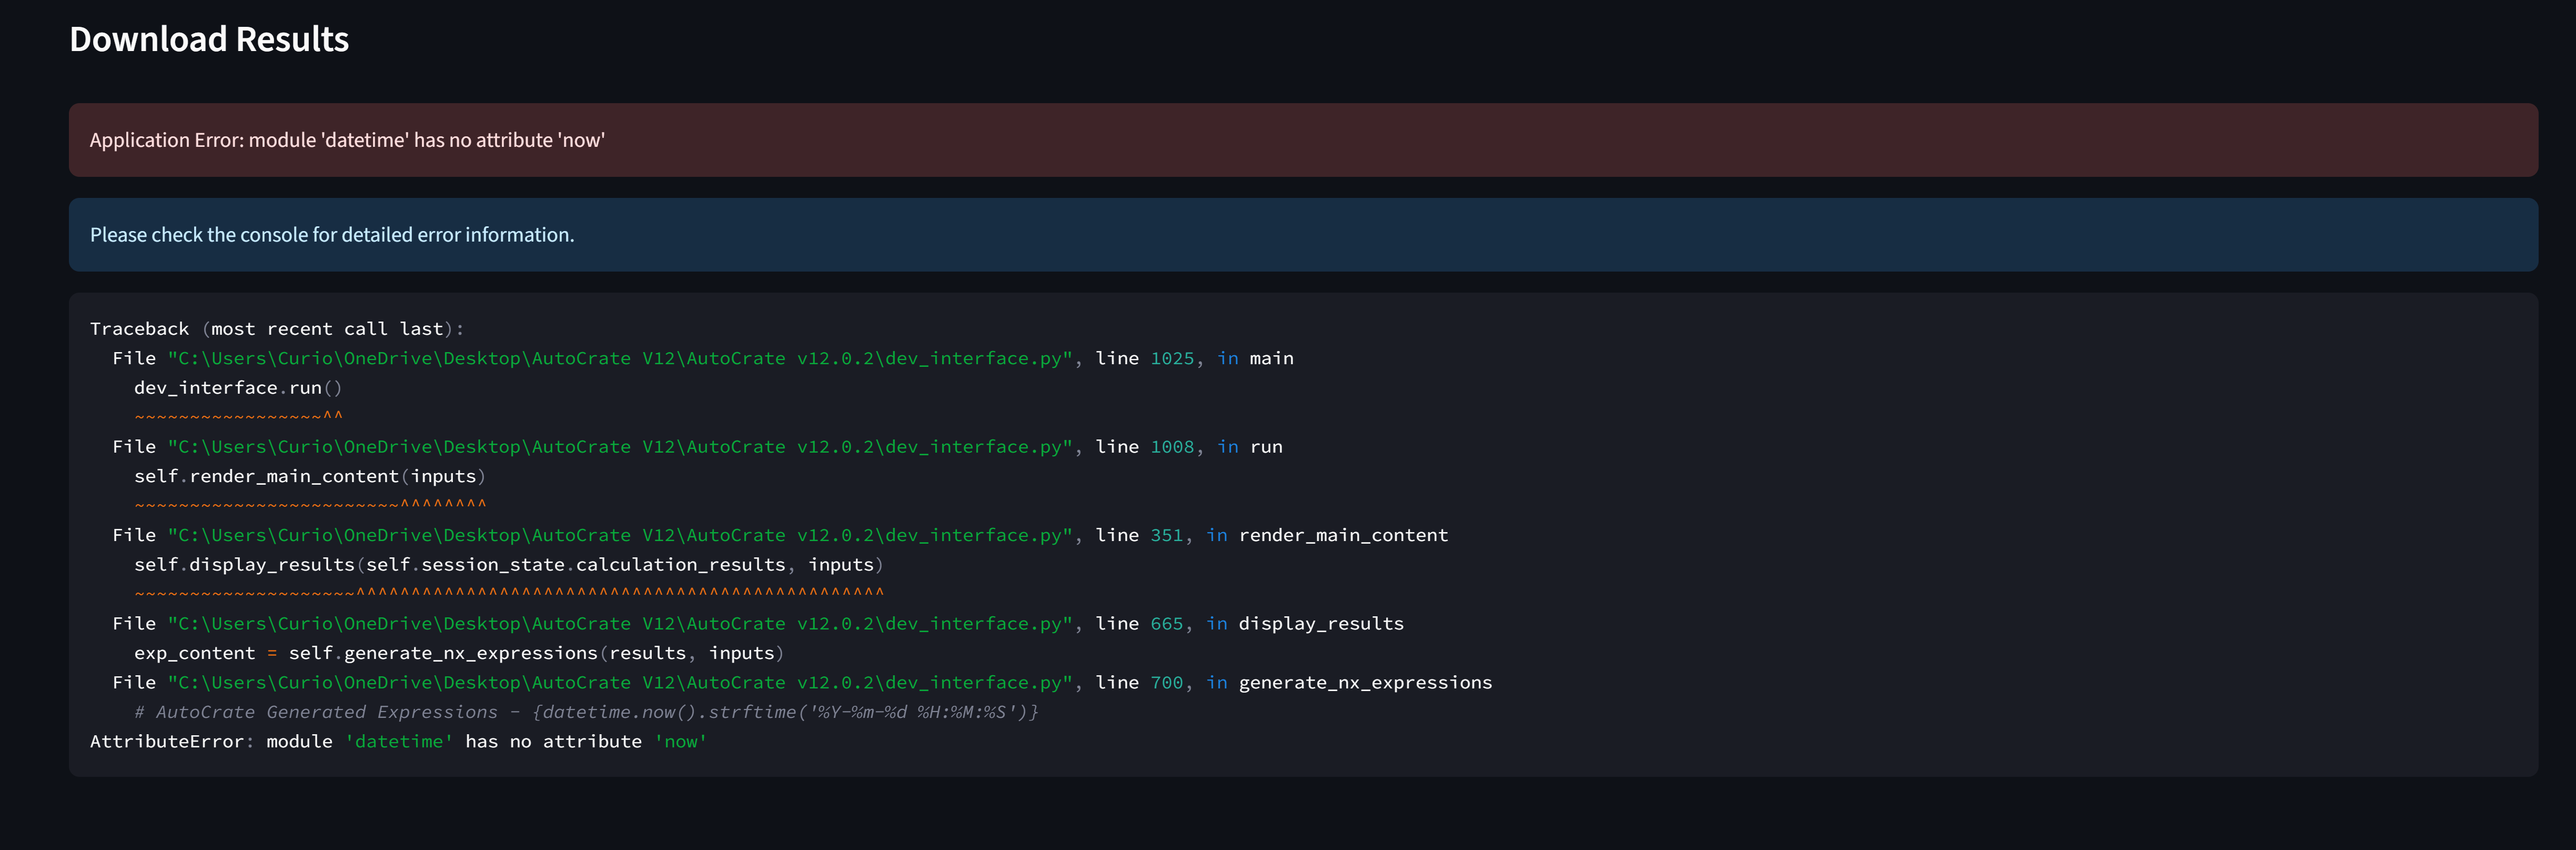 Download Results
Application Error: module 'datetime' has no attribute 'now'
Please check the console for detailed error information.
Traceback (most recent call last):
  File "C:\Users\Curio\OneDrive\Desktop\AutoCrate V12\AutoCrate v12.0.2\dev_interface.py", line 1025, in main
    dev_interface.run()
    ~~~~~~~~~~~~~~~~~^^
  File "C:\Users\Curio\OneDrive\Desktop\AutoCrate V12\AutoCrate v12.0.2\dev_interface.py", line 1008, in run
    self.render_main_content(inputs)
    ~~~~~~~~~~~~~~~~~~~~~~~~^^^^^^^^
  File "C:\Users\Curio\OneDrive\Desktop\AutoCrate V12\AutoCrate v12.0.2\dev_interface.py", line 351, in render_main_content
    self.display_results(self.session_state.calculation_results, inputs)
    ~~~~~~~~~~~~~~~~~~~~^^^^^^^^^^^^^^^^^^^^^^^^^^^^^^^^^^^^^^^^^^^^^^^^
  File "C:\Users\Curio\OneDrive\Desktop\AutoCrate V12\AutoCrate v12.0.2\dev_interface.py", line 665, in display_results
    exp_content = self.generate_nx_expressions(results, inputs)
  File "C:\Users\Curio\OneDrive\Desktop\AutoCrate V12\AutoCrate v12.0.2\dev_interface.py", line 700, in generate_nx_expressions
    # AutoCrate Generated Expressions - {datetime.now().strftime('%Y-%m-%d %H:%M:%S')}
AttributeError: module 'datetime' has no attribute 'now'